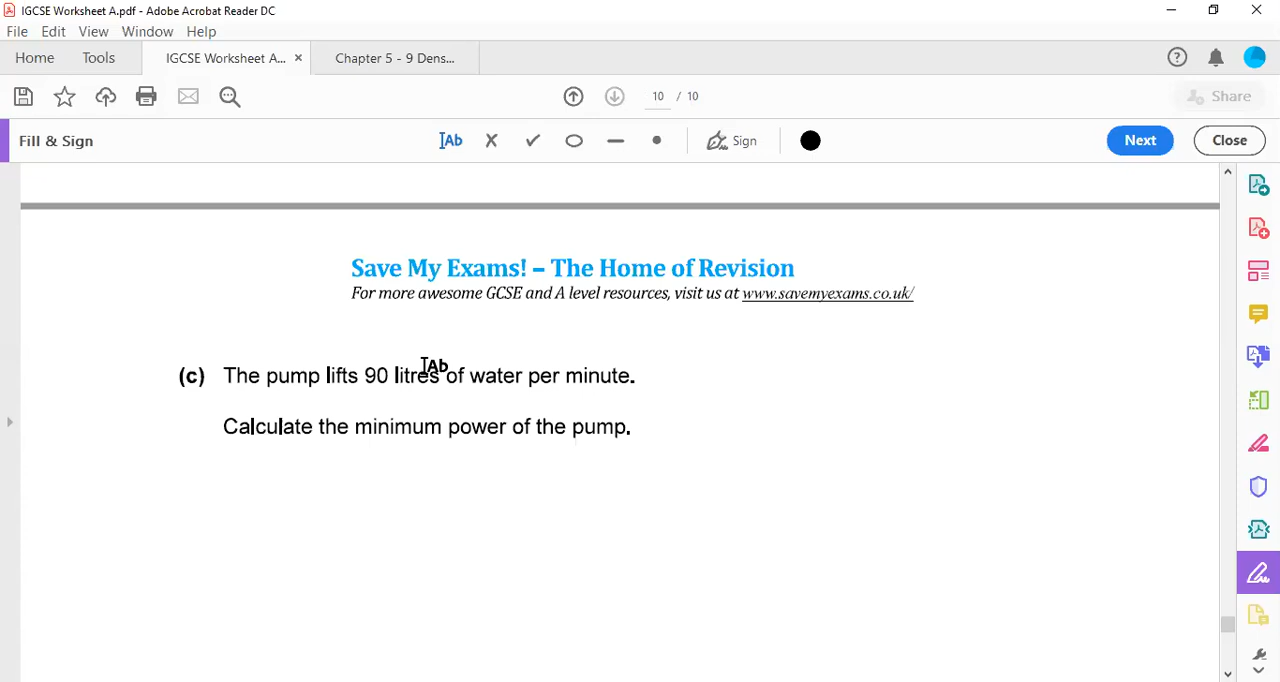 IGCSE Worksheet A.pdf - Adobe Acrobat Reader DC
File Edit View Window Help
Home Tools IGCSE Worksheet A... × Chapter 5 - 9 Dens...
10 / 10 Share
Fill & Sign Ab Sign Next Close
Save My Exams! – The Home of Revision
For more awesome GCSE and A level resources, visit us at www.savemyexams.co.uk/
Ab
(c) The pump lifts 90 litres of water per minute.
Calculate the minimum power of the pump.